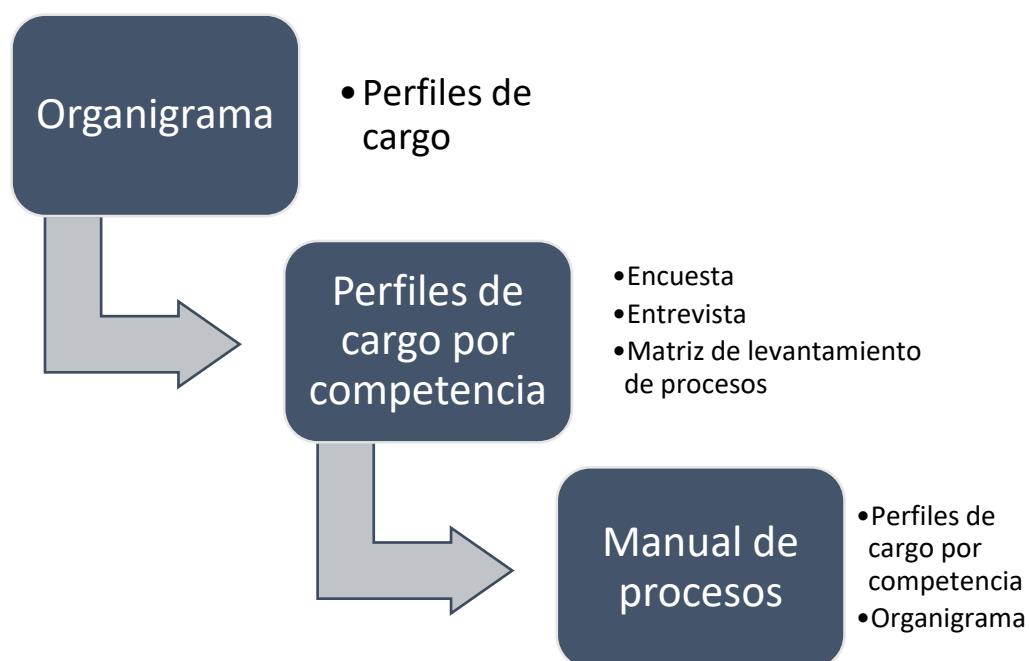 Organigrama
•Perfiles de
cargo
Perfiles de
cargo por
competencia
•Encuesta
•Entrevista
•Matriz de levantamiento
de procesos
Manual de
procesos
•Perfiles de
cargo por
competencia
•Organigrama